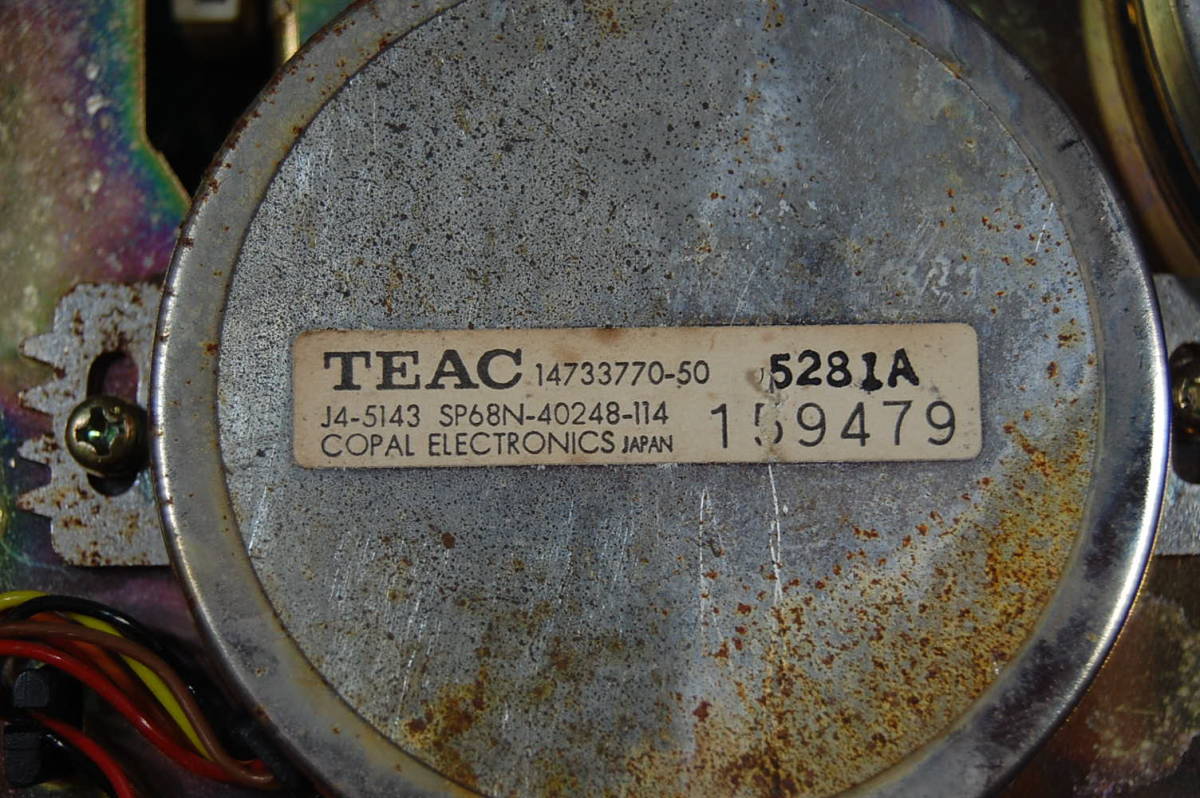 TEAC 14733770-50 5281A
J4-5143 SP68N-40248-114 159479
COPAL ELECTRONICS JAPAN